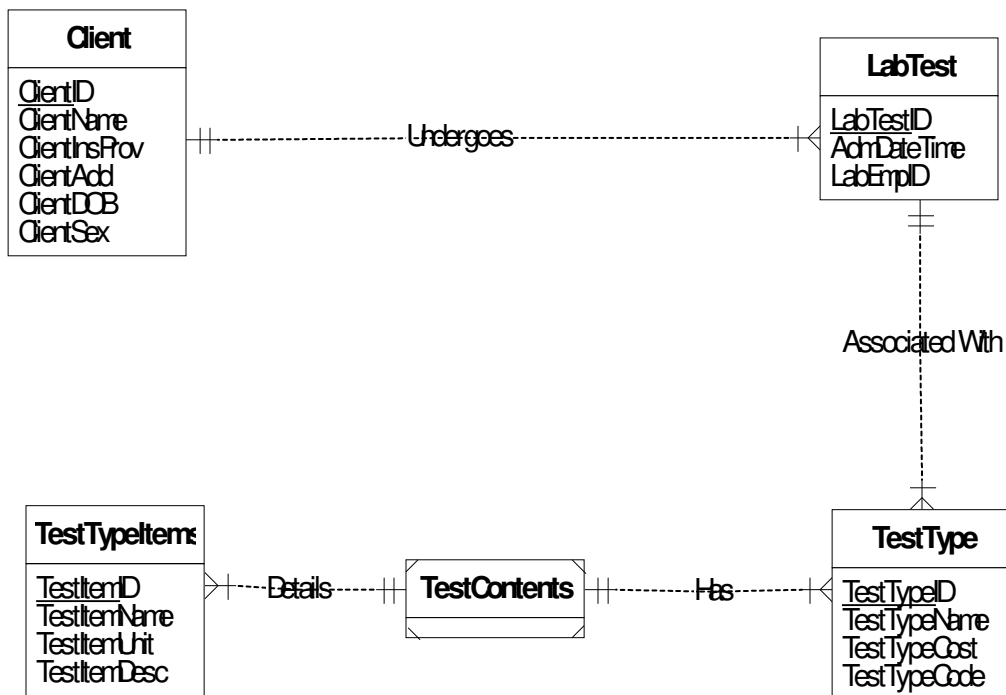 Client
ClientID
ClientName
ClientInsProv
ClientAdd
ClientDOB
ClientSex
Undergoes
LabTest
LabTestID
AdmDateTime
LabEmpID
Associated With
TestTypeItems
TestItemID
TestItemName
TestItemUnit
TestItemDesc
Details
TestContents
Has
TestType
TestTypeID
TestTypeName
TestTypeCost
TestTypeCode